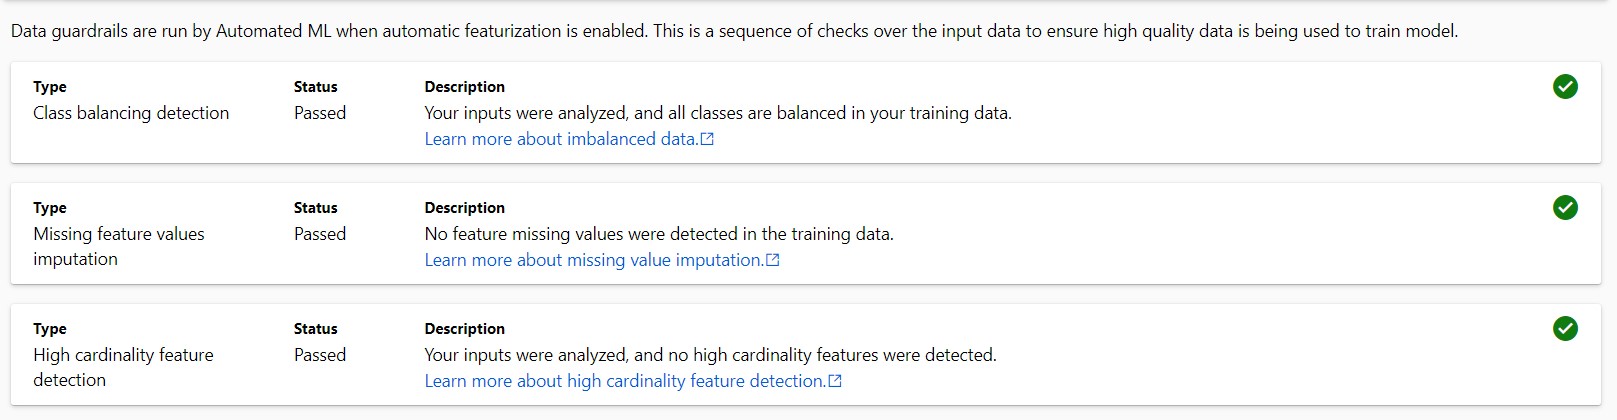 Data guardrails are run by Automated ML when automatic featurization is enabled. This is a sequence of checks over the input data to ensure high quality data is being used to train model.
Type
Status
Description
Class balancing detection
Passed
Your inputs were analyzed, and all classes are balanced in your training data.
Learn more about imbalanced data.
Type
Status
Description
Missing feature values
imputation
Passed
No feature missing values were detected in the training data.
Learn more about missing value imputation.
Type
Status
Description
High cardinality feature
detection
Passed
Your inputs were analyzed, and no high cardinality features were detected.
Learn more about high cardinality feature detection.